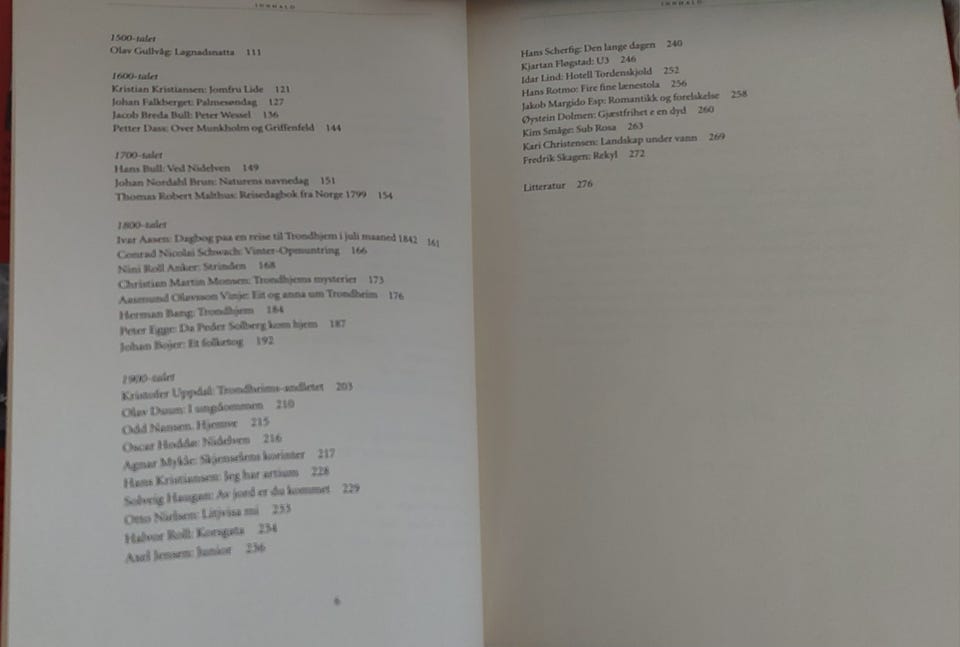 INNHALD
1500-talet
Olav Gullvåg: Lagnadsnatta 111
1600-talet
Kristian Kristiansen: Jomfru Lide 121
Johan Falkberget: Palmesøndag 127
Jacob Breda Bull: Peter Wessel 136
Petter Dass: Over Munkholm og Griffenfeld 144
1700-talet
Hans Bull: Ved Nidelven 149
Johan Nordahl Brun: Naturens navnedag 151
Thomas Robert Malthus: Reisedagbok fra Norge 1799 154
1800-talet
Ivar Aasen: Dagbog paa en reise til Trondhjem i juli maaned 1842 161
Conrad Nicolai Schwach: Vinter-Opmuntring 166
Nini Roll Anker: Strinden 168
Christian Martin Monsen: Trondhjems mysterier 173
Aasmund Olavsson Vinje: Eit og anna um Trondheim 176
Herman Bang: Trondhjem 184
Peter Egge: Da Peder Solberg kom hjem 187
Johan Bojer: Et folketog 192
1900-talet
Kristofer Uppdal: Trondheims-andletet 203
Olav Duun: I ungdommen 210
Odd Nansen. Hjemve 215
Oscar Hodde: Nidelven 216
Agnar Mykle: Skjenselens korinter 217
Hans Kristiansen: Jeg har artium 228
Solveig Haugan: Av jord er du kommet 229
Otto Nielsen: Litjvisa mi 233
Halvor Roll: Korsgata 234
Axel Jensen: Junior 236
6
INNHALD
Hans Scherfig: Den lange dagen 240
Kjartan Fløgstad: U3 246
Idar Lind: Hotell Tordenskjold 252
Hans Rotmo: Fire fine lænestola 256
Jakob Margido Esp: Romantikk og forelskelse 258
Øystein Dolmen: Gjæstfrihet e en dyd 260
Kim Småge: Sub Rosa 263
Kari Christensen: Landskap under vann 269
Fredrik Skagen: Rekyl 272
Litteratur 276